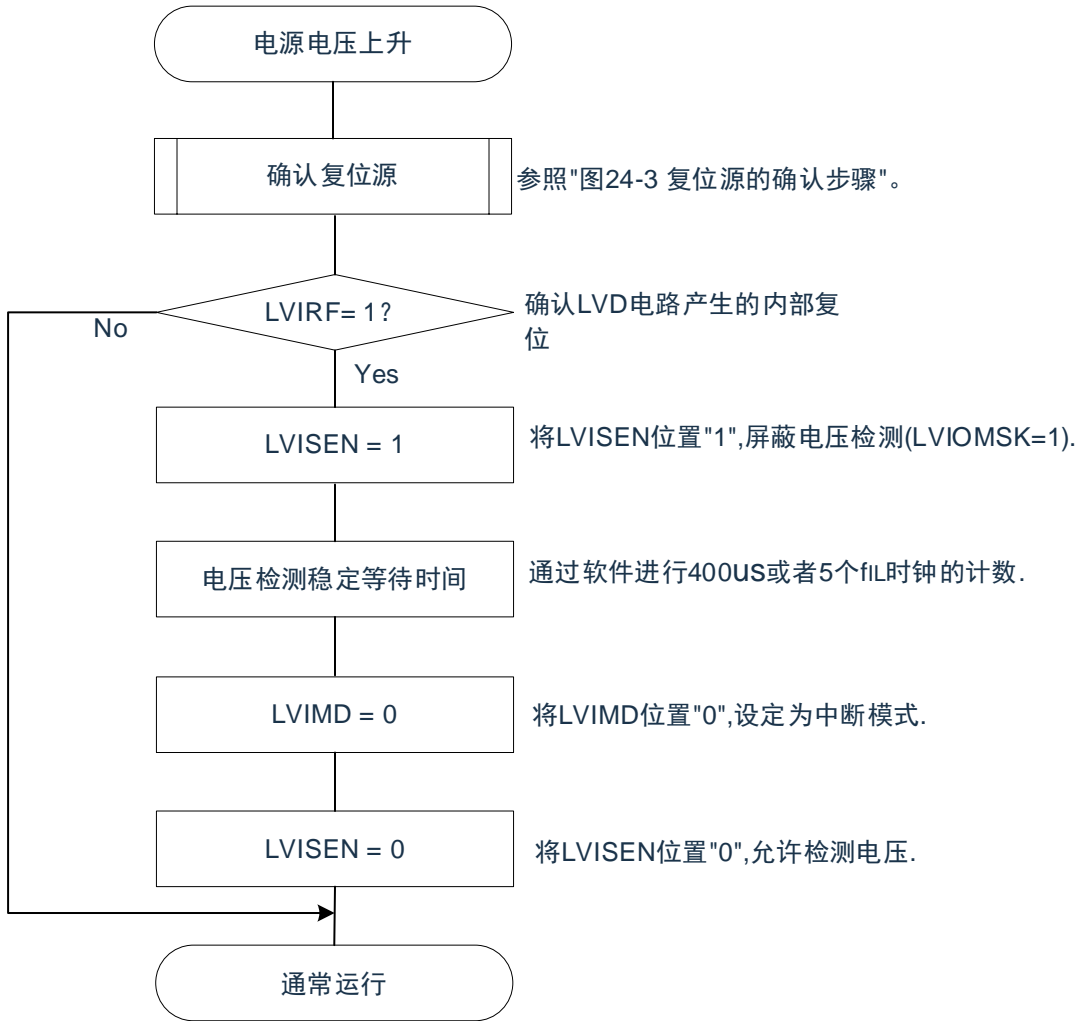 电源电压上升
确认复位源
参照"图24-3 复位源的确认步骤"。
LVIRF= 1?
确认LVD电路产生的内部复
位
No
Yes
LVISEN = 1
将LVISEN位置"1",屏蔽电压检测(LVIOMSK=1).
电压检测稳定等待时间
通过软件进行400us或者5个fIL时钟的计数.
LVIMD = 0
将LVIMD位置"0",设定为中断模式.
LVISEN = 0
将LVISEN位置"0",允许检测电压.
通常运行